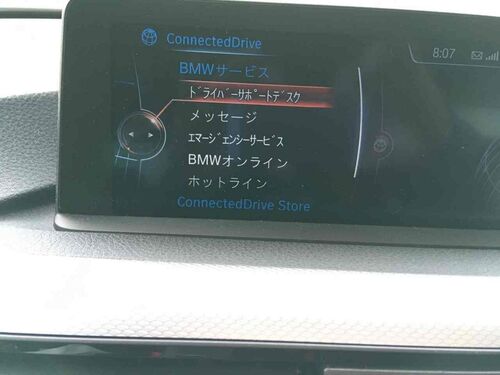 ConnectedDrive
8:07
BMWサービス
ﾄﾞﾗｲﾊﾞｰｻﾎﾟｰﾄﾃﾞｽｸ
メッセージ
ｴﾏｰｼﾞｪﾝｼｰｻｰﾋﾞｽ
BMWオンライン
ホットライン
ConnectedDrive Store